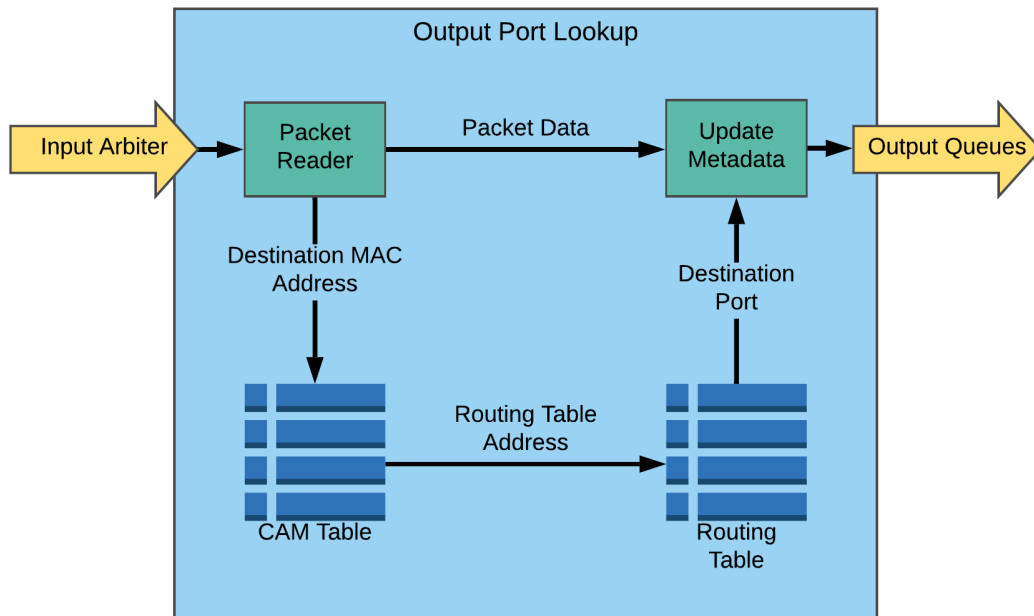 Output Port Lookup
Input Arbiter
Packet
Reader
Packet Data
Update
Metadata
Output Queues
Destination MAC
Address
Destination
Port
Routing Table
Address
CAM Table
Routing
Table